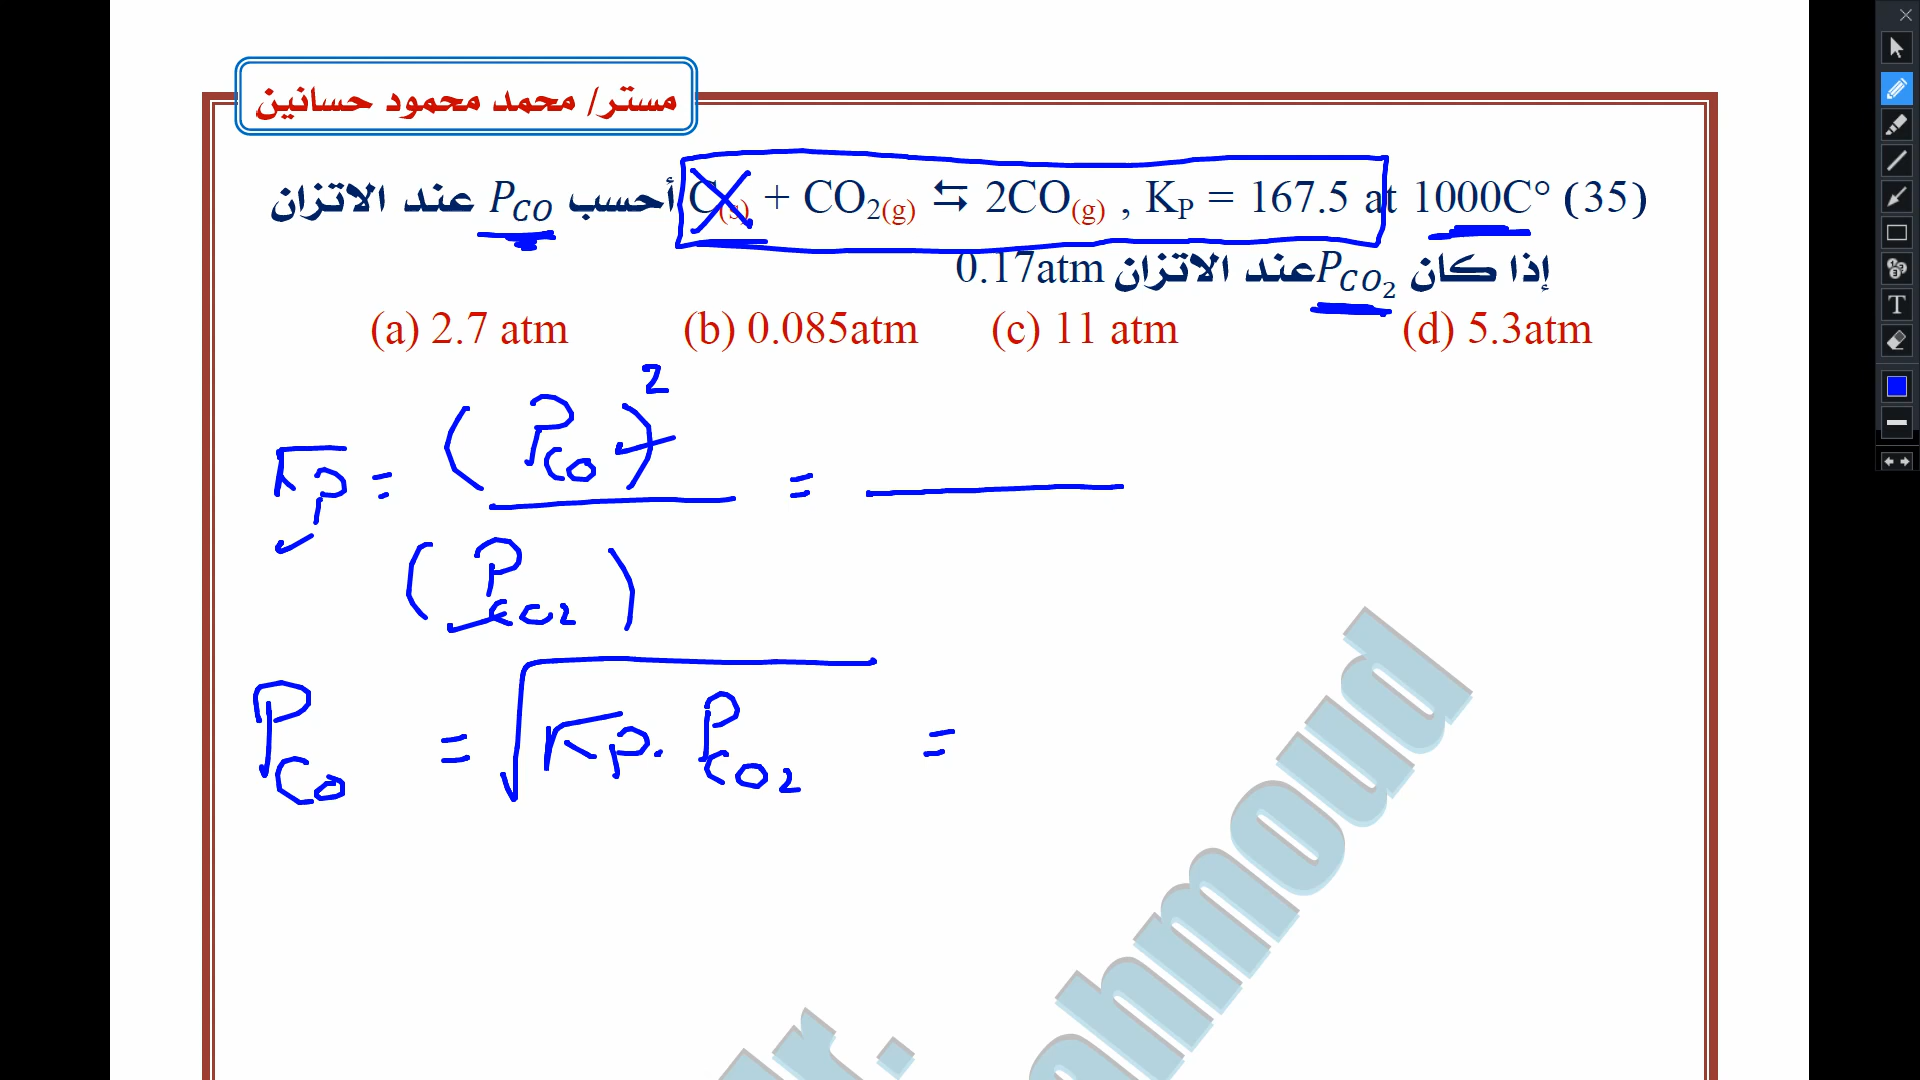 مستر/ محمد محمود حسانين
(35) C(s) + CO2(g) ⇆ 2CO(g) , KP = 167.5 at 1000C° أحسب PCO عند الاتزان
إذا كان PCO2 عند الاتزان 0.17atm
(a) 2.7 atm (b) 0.085atm (c) 11 atm (d) 5.3atm
Kp = (PCO)² / (PCO2) =
PCO = √(Kp . PCO2) =
r.
ahmoud
T